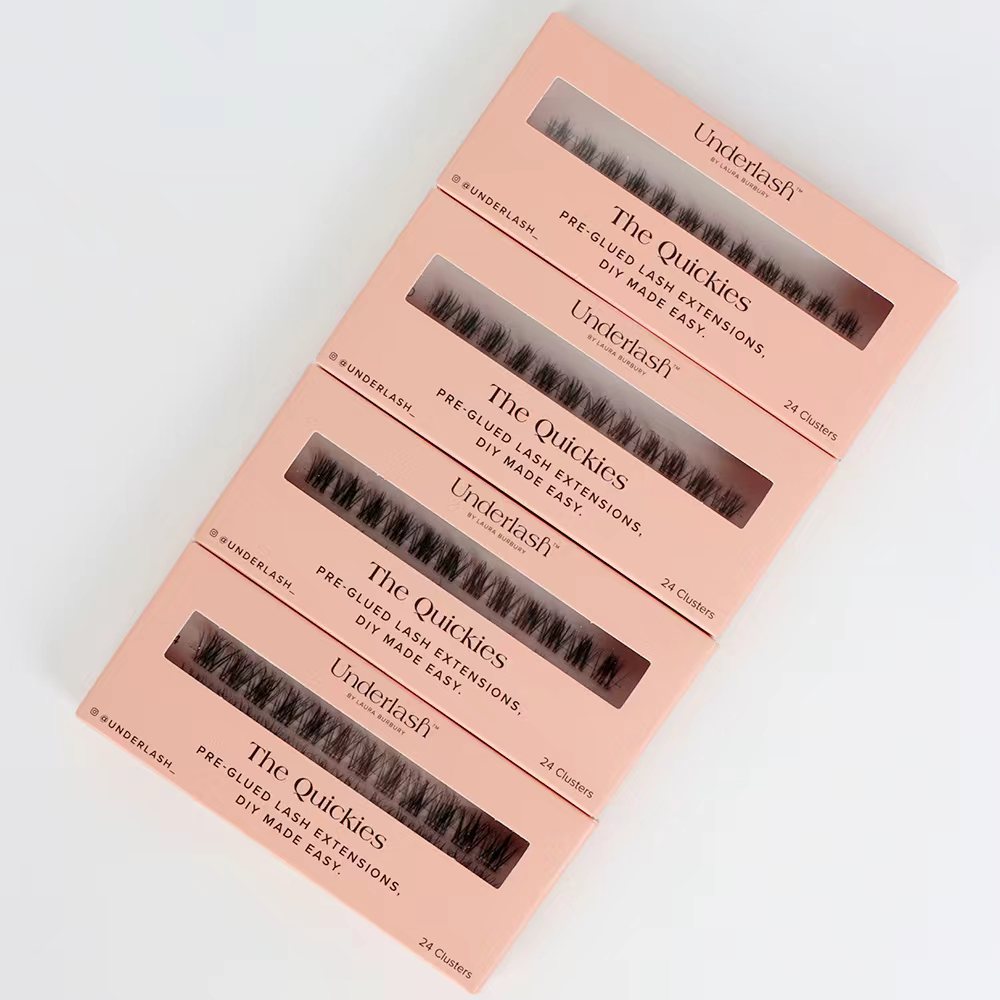 Underlash™
BY LAURA BURBURY
The Quickies
PRE-GLUED LASH EXTENSIONS,
DIY MADE EASY.
@UNDERLASH_
24 Clusters
Underlash™
BY LAURA BURBURY
The Quickies
PRE-GLUED LASH EXTENSIONS,
DIY MADE EASY.
@UNDERLASH_
24 Clusters
Underlash™
BY LAURA BURBURY
The Quickies
PRE-GLUED LASH EXTENSIONS,
DIY MADE EASY.
@UNDERLASH_
24 Clusters
Underlash™
BY LAURA BURBURY
The Quickies
PRE-GLUED LASH EXTENSIONS,
DIY MADE EASY.
@UNDERLASH_
24 Clusters